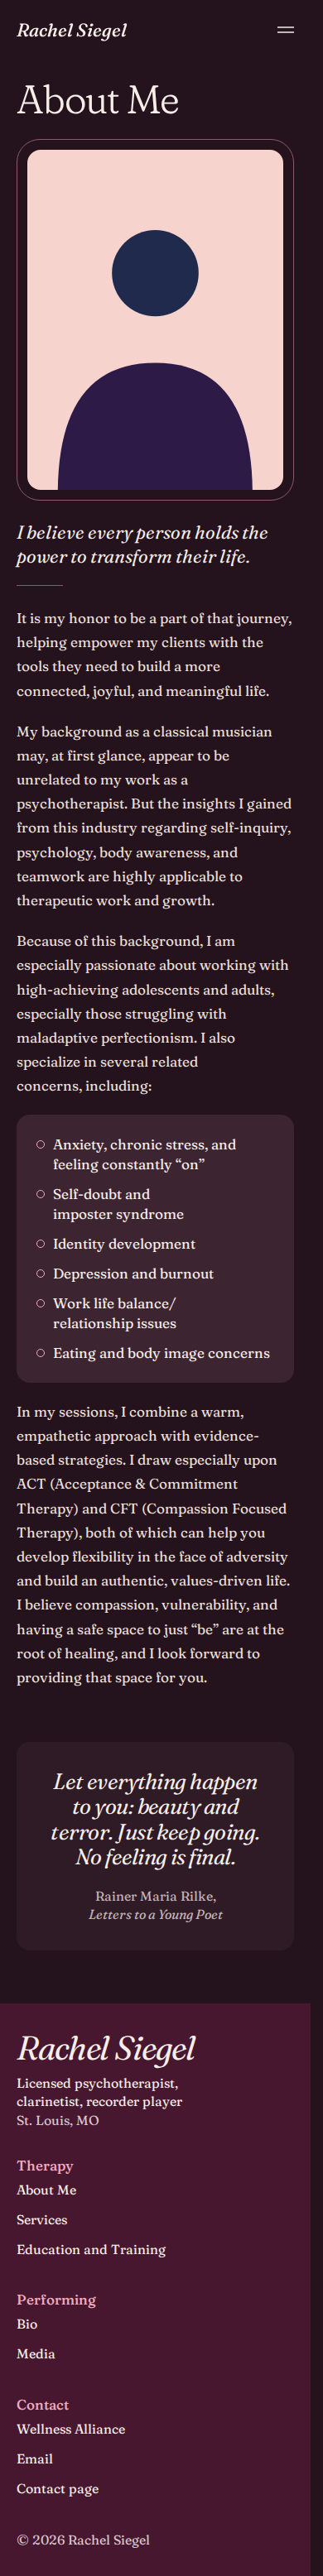 Rachel Siegel
About Me
I believe every person holds the
power to transform their life.
It is my honor to be a part of that journey,
helping empower my clients with the
tools they need to build a more
connected, joyful, and meaningful life.
My background as a classical musician
may, at first glance, appear to be
unrelated to my work as a
psychotherapist. But the insights I gained
from this industry regarding self-inquiry,
psychology, body awareness, and
teamwork are highly applicable to
therapeutic work and growth.
Because of this background, I am
especially passionate about working with
high-achieving adolescents and adults,
especially those struggling with
maladaptive perfectionism. I also
specialize in several related
concerns, including:
Anxiety, chronic stress, and
feeling constantly “on”
Self-doubt and
imposter syndrome
Identity development
Depression and burnout
Work life balance/
relationship issues
Eating and body image concerns
In my sessions, I combine a warm,
empathetic approach with evidence-
based strategies. I draw especially upon
ACT (Acceptance & Commitment
Therapy) and CFT (Compassion Focused
Therapy), both of which can help you
develop flexibility in the face of adversity
and build an authentic, values-driven life.
I believe compassion, vulnerability, and
having a safe space to just “be” are at the
root of healing, and I look forward to
providing that space for you.
Let everything happen
to you: beauty and
terror. Just keep going.
No feeling is final.
Rainer Maria Rilke,
Letters to a Young Poet
Rachel Siegel
Licensed psychotherapist,
clarinetist, recorder player
St. Louis, MO
Therapy
About Me
Services
Education and Training
Performing
Bio
Media
Contact
Wellness Alliance
Email
Contact page
© 2026 Rachel Siegel